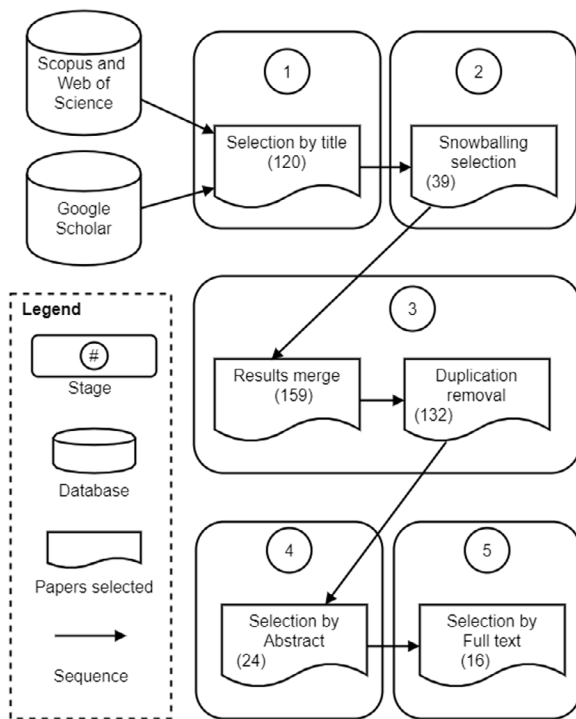 Scopus and
Web of
Science
Google
Scholar
1
Selection by title
(120)
2
Snowballing
selection
(39)
3
Results merge
(159)
Duplication
removal
(132)
4
Selection by
Abstract
(24)
5
Selection by
Full text
(16)
Legend
#
Stage
Database
Papers selected
Sequence